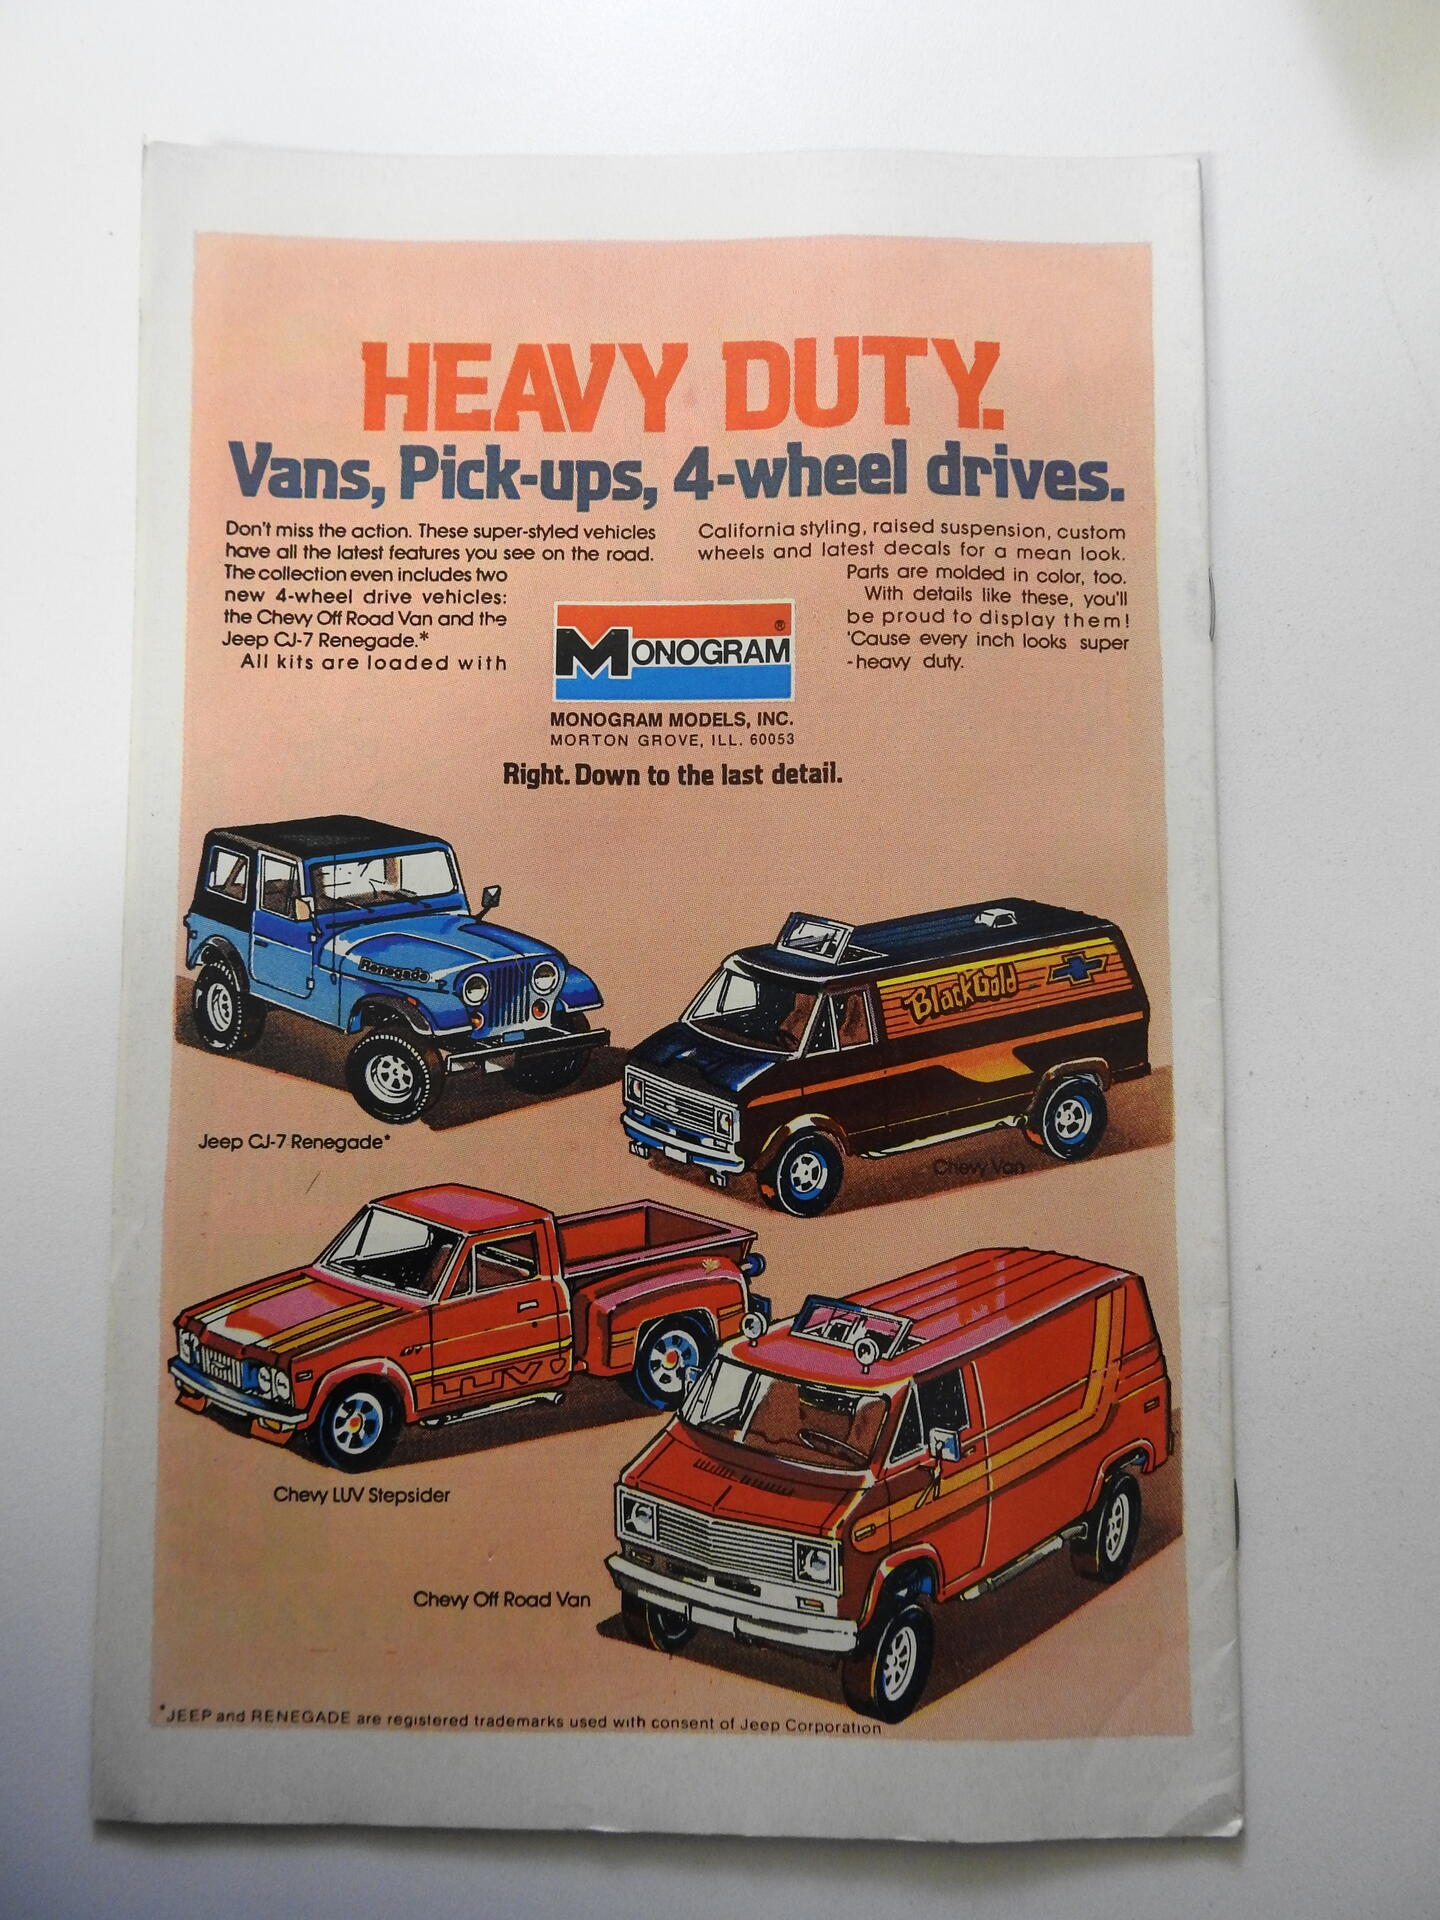 HEAVY DUTY.
Vans, Pick-ups, 4-wheel drives.
Don't miss the action. These super-styled vehicles
have all the latest features you see on the road.
The collection even includes two
new 4-wheel drive vehicles:
the Chevy Off Road Van and the
Jeep CJ-7 Renegade.*
All kits are loaded with
California styling, raised suspension, custom
wheels and latest decals for a mean look.
Parts are molded in color, too.
With details like these, you'll
be proud to display them!
'Cause every inch looks super
-heavy duty.
MONOGRAM ®
MONOGRAM MODELS, INC.
MORTON GROVE, ILL. 60053
Right. Down to the last detail.
Renegade
BlackGold
Jeep CJ-7 Renegade*
Chevy Van
LUV
Chevy LUV Stepsider
Chevy Off Road Van
*JEEP and RENEGADE are registered trademarks used with consent of Jeep Corporation